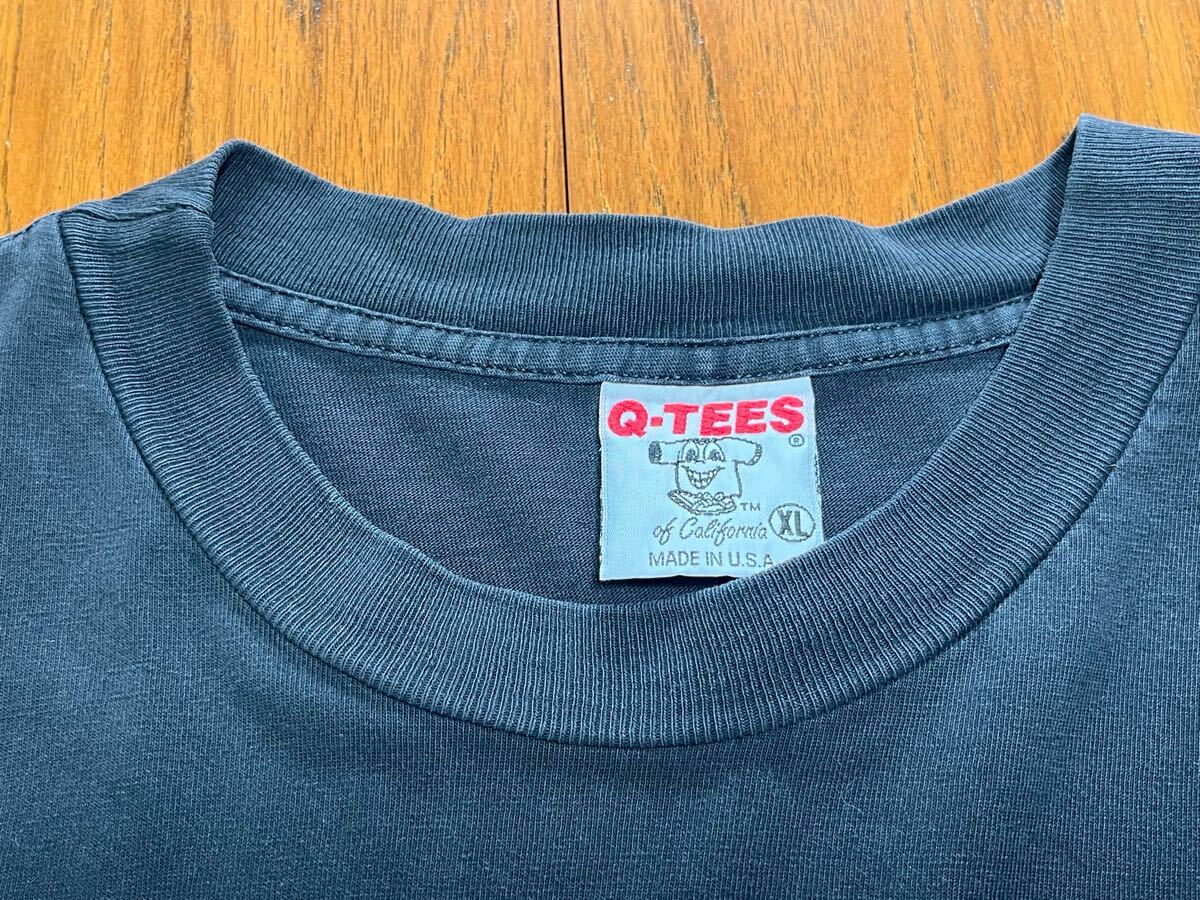 Q-TEES
®
TM
of California XL
MADE IN U.S.A